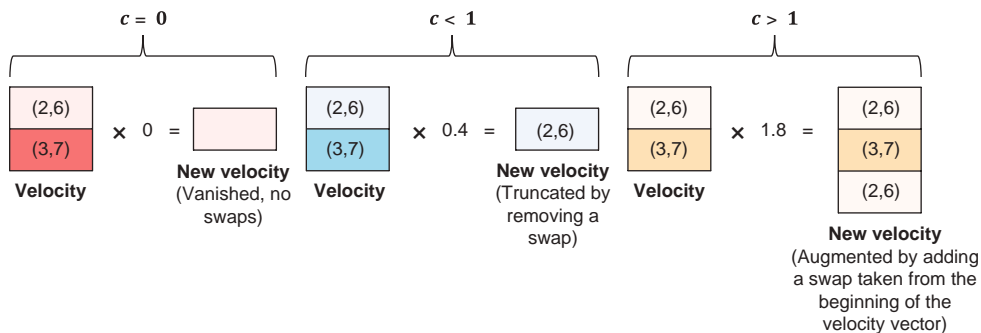 c = 0
(2,6)
(3,7)
× 0 =
Velocity
New velocity
(Vanished, no
swaps)
c < 1
(2,6)
(3,7)
× 0.4 =
(2,6)
Velocity
New velocity
(Truncated by
removing a
swap)
c > 1
(2,6)
(3,7)
× 1.8 =
(2,6)
(3,7)
(2,6)
Velocity
New velocity
(Augmented by adding
a swap taken from the
beginning of the
velocity vector)